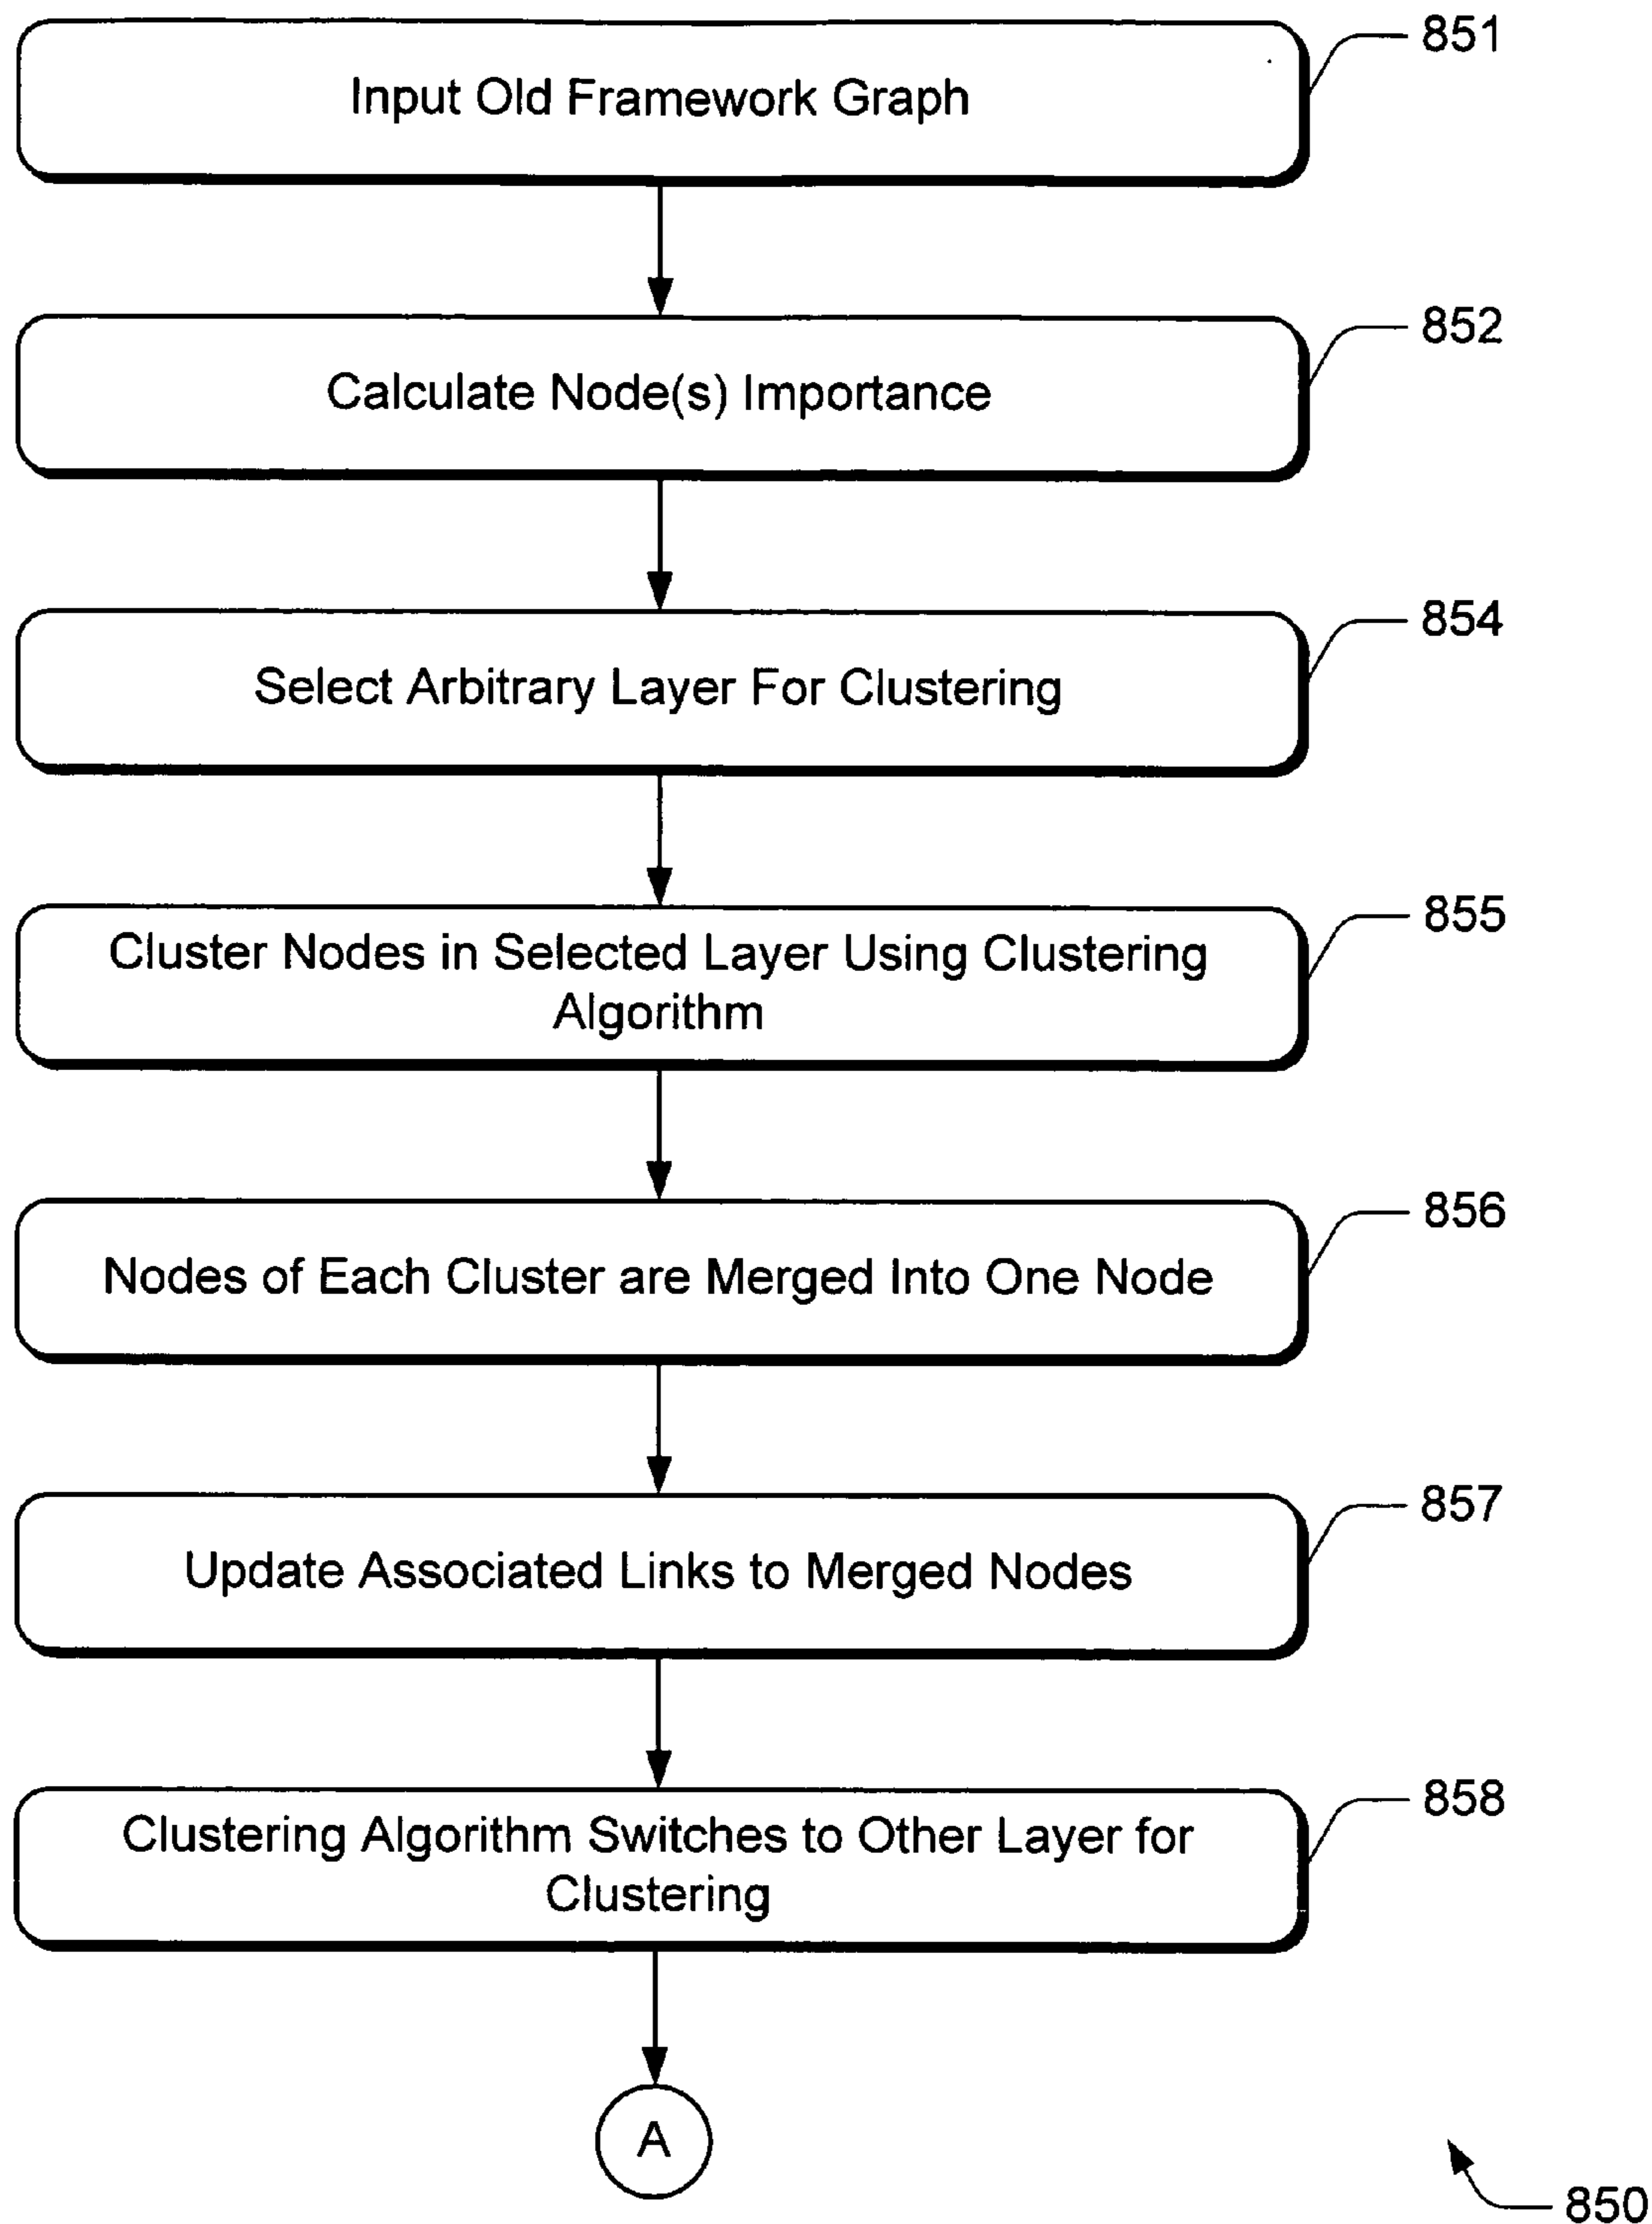 Input Old Framework Graph
851
Calculate Node(s) Importance
852
Select Arbitrary Layer For Clustering
854
Cluster Nodes in Selected Layer Using Clustering
Algorithm
855
Nodes of Each Cluster are Merged Into One Node
856
Update Associated Links to Merged Nodes
857
Clustering Algorithm Switches to Other Layer for
Clustering
858
A
850